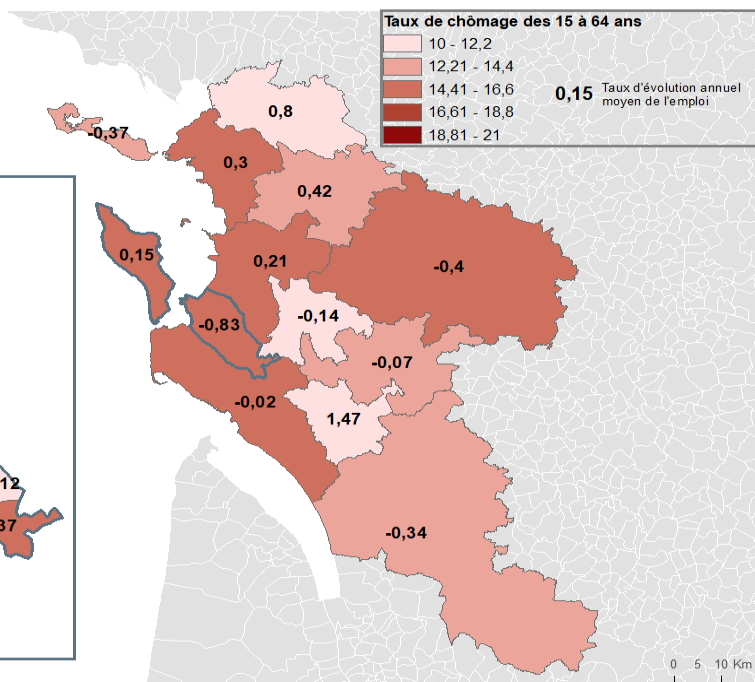 Taux de chômage des 15 à 64 ans
10 - 12,2
12,21 - 14,4
14,41 - 16,6
16,61 - 18,8
18,81 - 21
0,15 Taux d'évolution annuel
moyen de l'emploi
0,8
-0,37
0,3
0,42
0,15
0,21
-0,4
-0,14
-0,83
-0,07
-0,02
1,47
12
37
-0,34
0 5 10 Km